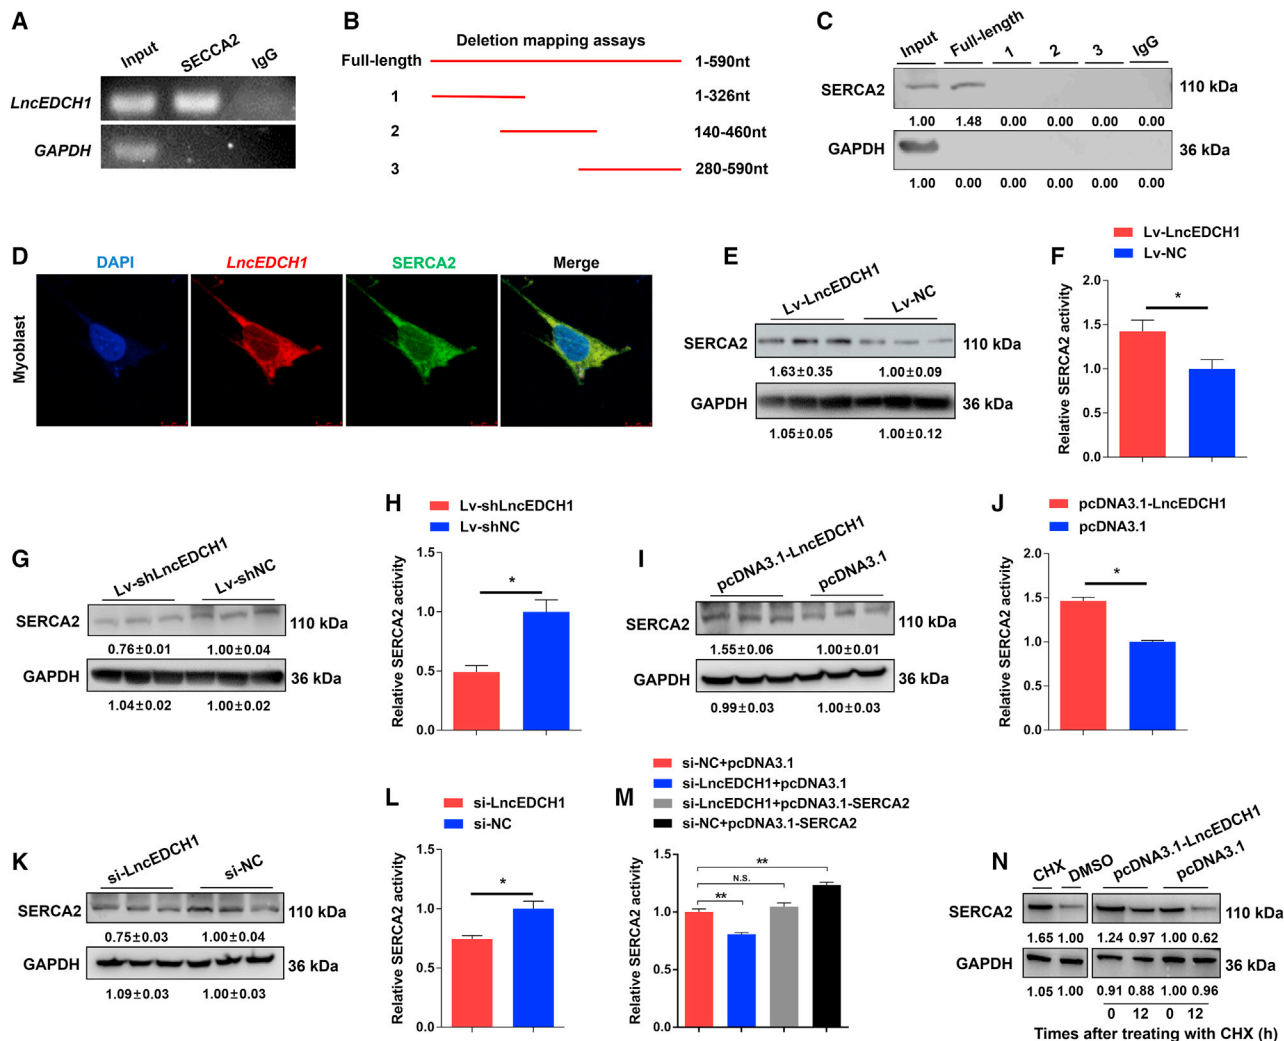 A
Input SECCA2 IgG
LncEDCH1
GAPDH
B
Deletion mapping assays
Full-length 1-590nt
1 1-326nt
2 140-460nt
3 280-590nt
C
Input Full-length 1 2 3 IgG
SERCA2 110 kDa
1.00 1.48 0.00 0.00 0.00 0.00
GAPDH 36 kDa
1.00 0.00 0.00 0.00 0.00 0.00
D
DAPI LncEDCH1 SERCA2 Merge
Myoblast
E
Lv-LncEDCH1 Lv-NC
SERCA2 110 kDa
1.63±0.35 1.00±0.09
GAPDH 36 kDa
1.05±0.05 1.00±0.12
F
Lv-LncEDCH1
Lv-NC
Relative SERCA2 activity
2.0
1.5
1.0
0.5
0.0
*
G
Lv-shLncEDCH1 Lv-shNC
SERCA2 110 kDa
0.76±0.01 1.00±0.04
GAPDH 36 kDa
1.04±0.02 1.00±0.02
H
Lv-shLncEDCH1
Lv-shNC
Relative SERCA2 activity
1.5
1.0
0.5
0.0
*
I
pcDNA3.1-LncEDCH1 pcDNA3.1
SERCA2 110 kDa
1.55±0.06 1.00±0.01
GAPDH 36 kDa
0.99±0.03 1.00±0.03
J
pcDNA3.1-LncEDCH1
pcDNA3.1
Relative SERCA2 activity
2.0
1.5
1.0
0.5
0.0
*
K
si-LncEDCH1 si-NC
SERCA2 110 kDa
0.75±0.03 1.00±0.04
GAPDH 36 kDa
1.09±0.03 1.00±0.03
L
si-LncEDCH1
si-NC
Relative SERCA2 activity
1.5
1.0
0.5
0.0
*
M
si-NC+pcDNA3.1
si-LncEDCH1+pcDNA3.1
si-LncEDCH1+pcDNA3.1-SERCA2
si-NC+pcDNA3.1-SERCA2
Relative SERCA2 activity
1.5
1.0
0.5
0.0
**
N.S.
**
N
CHX DMSO pcDNA3.1-LncEDCH1 pcDNA3.1
SERCA2 110 kDa
1.65 1.00 1.24 0.97 1.00 0.62
GAPDH 36 kDa
1.05 1.00 0.91 0.88 1.00 0.96
0 12 0 12
Times after treating with CHX (h)